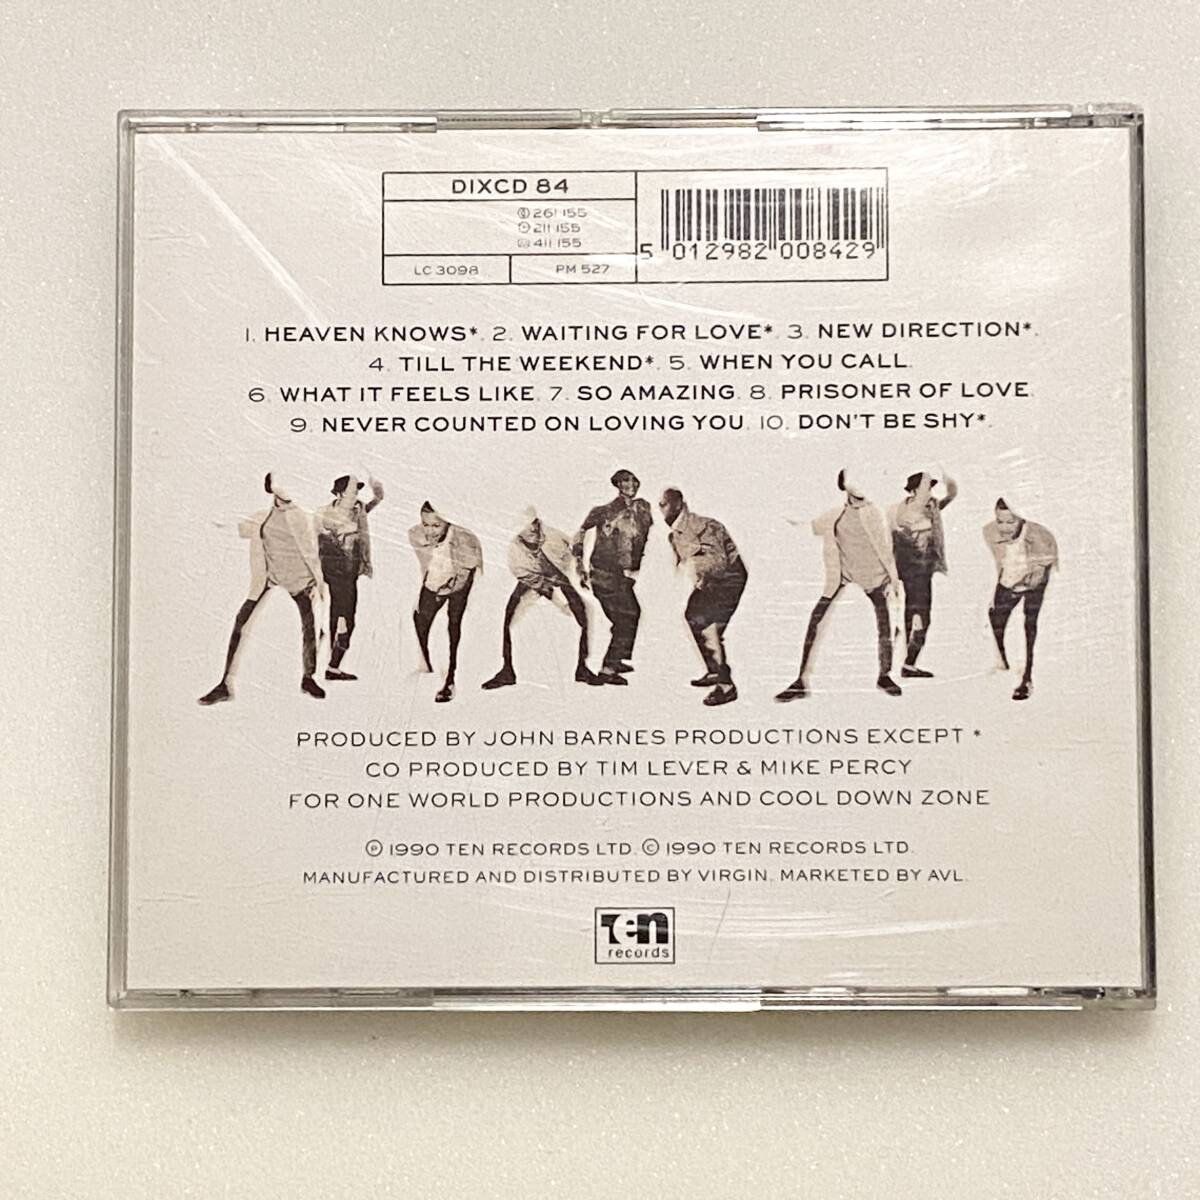 DIXCD 84
261 155
211 155
411 155
LC 3098
PM 527
5 012982 008429
1. HEAVEN KNOWS*. 2. WAITING FOR LOVE*. 3. NEW DIRECTION*.
4. TILL THE WEEKEND*. 5. WHEN YOU CALL.
6. WHAT IT FEELS LIKE. 7. SO AMAZING. 8. PRISONER OF LOVE.
9. NEVER COUNTED ON LOVING YOU. 10. DON'T BE SHY*.
PRODUCED BY JOHN BARNES PRODUCTIONS EXCEPT *
CO PRODUCED BY TIM LEVER & MIKE PERCY
FOR ONE WORLD PRODUCTIONS AND COOL DOWN ZONE
℗ 1990 TEN RECORDS LTD. © 1990 TEN RECORDS LTD.
MANUFACTURED AND DISTRIBUTED BY VIRGIN. MARKETED BY AVL.
Ten
records